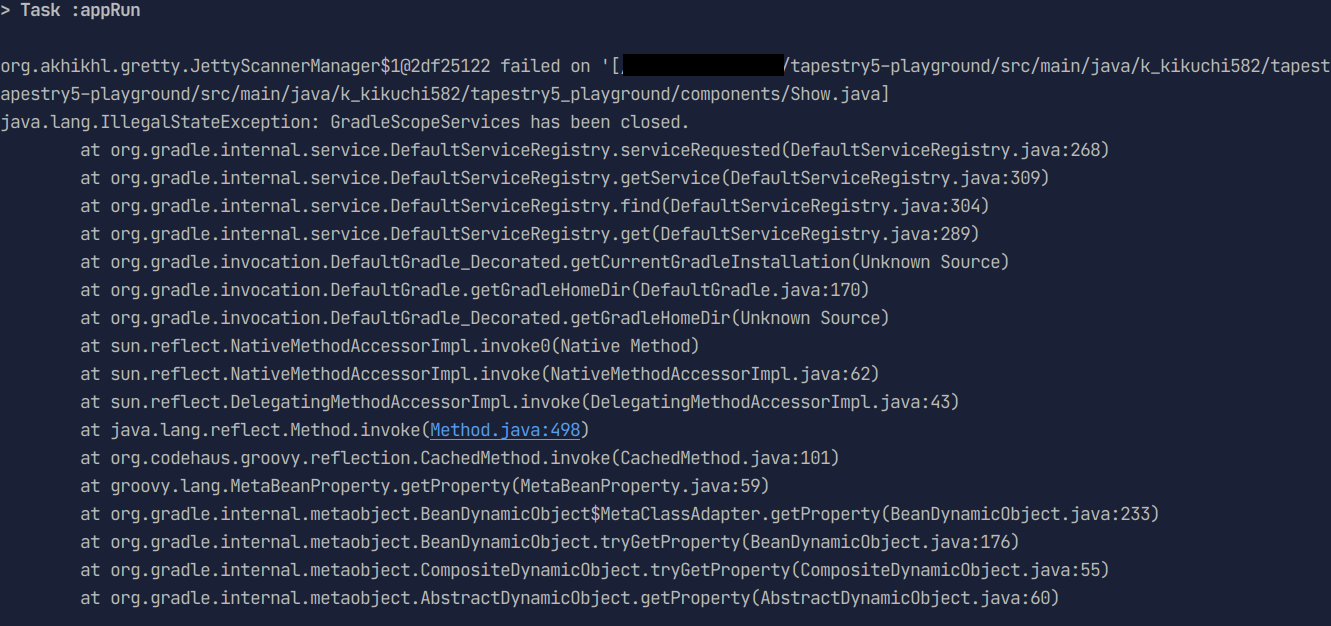 > Task :appRun
org.akhikhl.gretty.JettyScannerManager$1@2df25122 failed on '[/tapestry5-playground/src/main/java/k_kikuchi582/tapest
apestry5-playground/src/main/java/k_kikuchi582/tapestry5_playground/components/Show.java]
java.lang.IllegalStateException: GradleScopeServices has been closed.
at org.gradle.internal.service.DefaultServiceRegistry.serviceRequested(DefaultServiceRegistry.java:268)
at org.gradle.internal.service.DefaultServiceRegistry.getService(DefaultServiceRegistry.java:309)
at org.gradle.internal.service.DefaultServiceRegistry.find(DefaultServiceRegistry.java:304)
at org.gradle.internal.service.DefaultServiceRegistry.get(DefaultServiceRegistry.java:289)
at org.gradle.invocation.DefaultGradle_Decorated.getCurrentGradleInstallation(Unknown Source)
at org.gradle.invocation.DefaultGradle.getGradleHomeDir(DefaultGradle.java:170)
at org.gradle.invocation.DefaultGradle_Decorated.getGradleHomeDir(Unknown Source)
at sun.reflect.NativeMethodAccessorImpl.invoke0(Native Method)
at sun.reflect.NativeMethodAccessorImpl.invoke(NativeMethodAccessorImpl.java:62)
at sun.reflect.DelegatingMethodAccessorImpl.invoke(DelegatingMethodAccessorImpl.java:43)
at java.lang.reflect.Method.invoke(Method.java:498)
at org.codehaus.groovy.reflection.CachedMethod.invoke(CachedMethod.java:101)
at groovy.lang.MetaBeanProperty.getProperty(MetaBeanProperty.java:59)
at org.gradle.internal.metaobject.BeanDynamicObject$MetaClassAdapter.getProperty(BeanDynamicObject.java:233)
at org.gradle.internal.metaobject.BeanDynamicObject.tryGetProperty(BeanDynamicObject.java:176)
at org.gradle.internal.metaobject.CompositeDynamicObject.tryGetProperty(CompositeDynamicObject.java:55)
at org.gradle.internal.metaobject.AbstractDynamicObject.getProperty(AbstractDynamicObject.java:60)